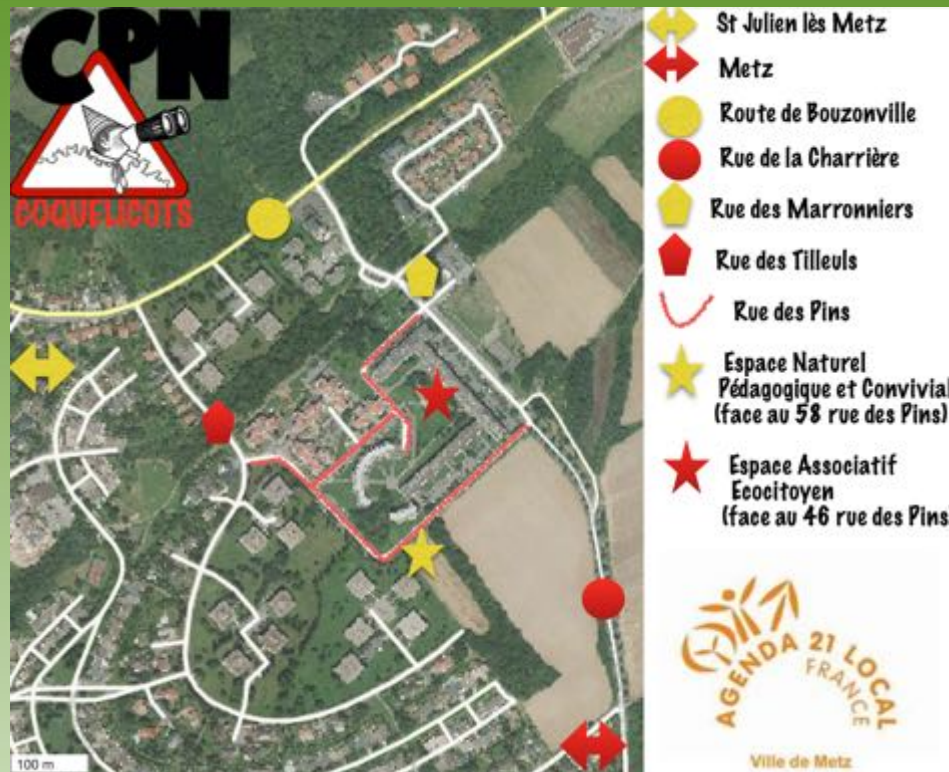 CPN
COQUELICOTS
100 m
St Julien lès Metz
Metz
Route de Bouzonville
Rue de la Charrière
Rue des Marronniers
Rue des Tilleuls
Rue des Pins
Espace Naturel
Pédagogique et Convivial
(face au 58 rue des Pins)
Espace Associatif
Ecocitoyen
(face au 46 rue des Pins
AGENDA 21 LOCAL
FRANCE
Ville de Metz